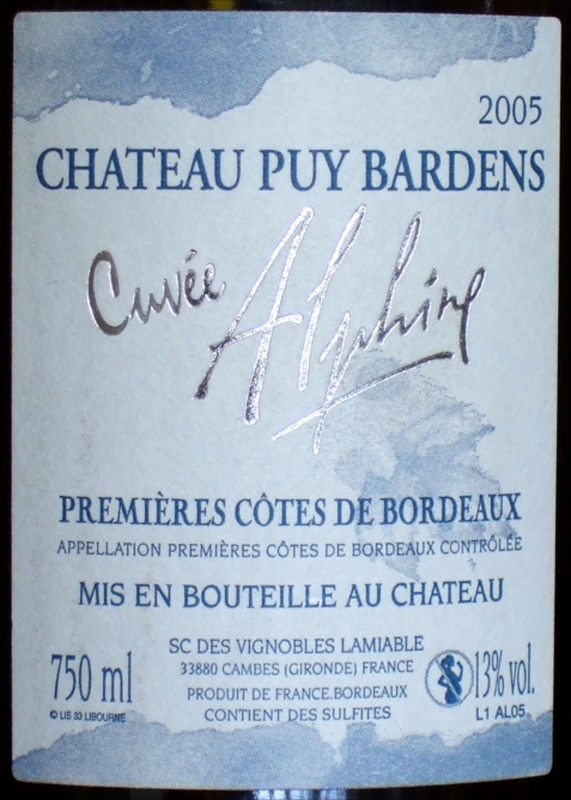 2005
CHATEAU PUY BARDENS
Cuvée Alphine
PREMIÈRES CÔTES DE BORDEAUX
APPELLATION PREMIÈRES CÔTES DE BORDEAUX CONTRÔLÉE
MIS EN BOUTEILLE AU CHATEAU
750 ml
© LIS 33 LIBOURNE
SC DES VIGNOBLES LAMIABLE
33880 CAMBES (GIRONDE) FRANCE
PRODUIT DE FRANCE.BORDEAUX
CONTIENT DES SULFITES
13% vol.
L1 AL05